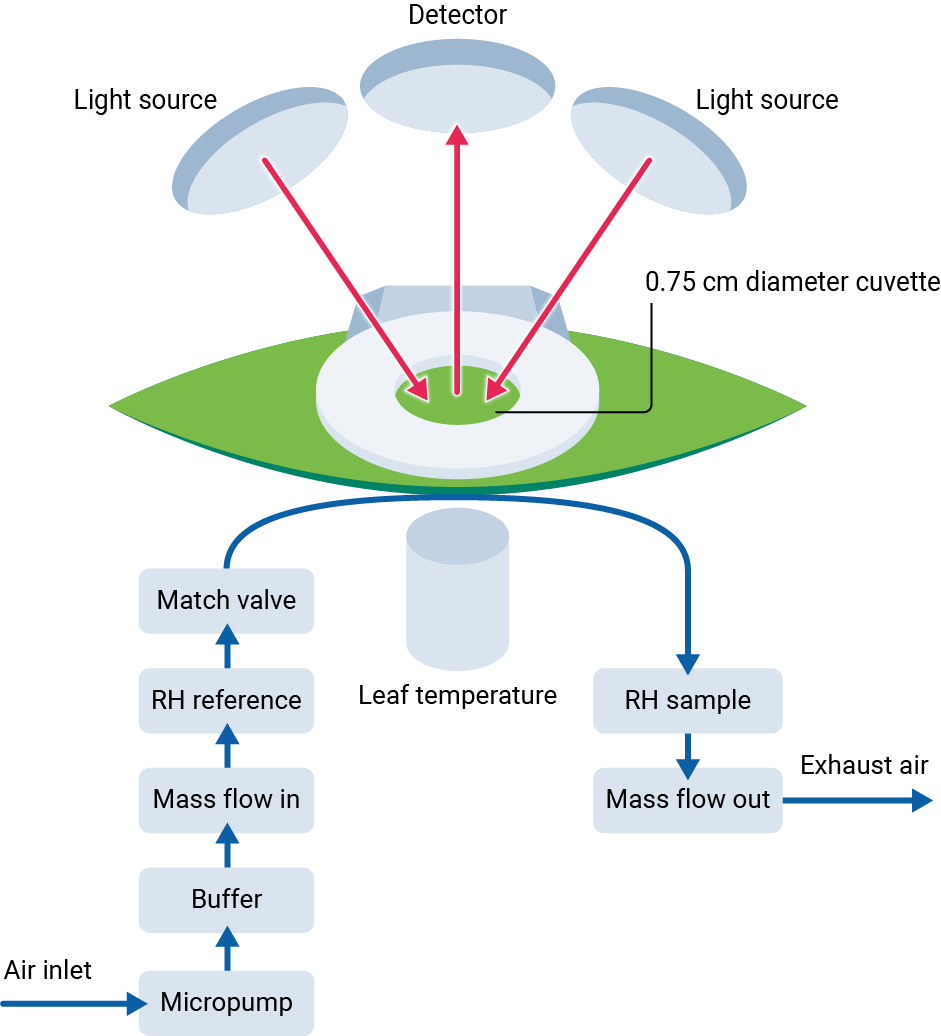 Detector
Light source
Light source
0.75 cm diameter cuvette
Match valve
RH reference
Mass flow in
Buffer
Air inlet
Micropump
Leaf temperature
RH sample
Mass flow out
Exhaust air